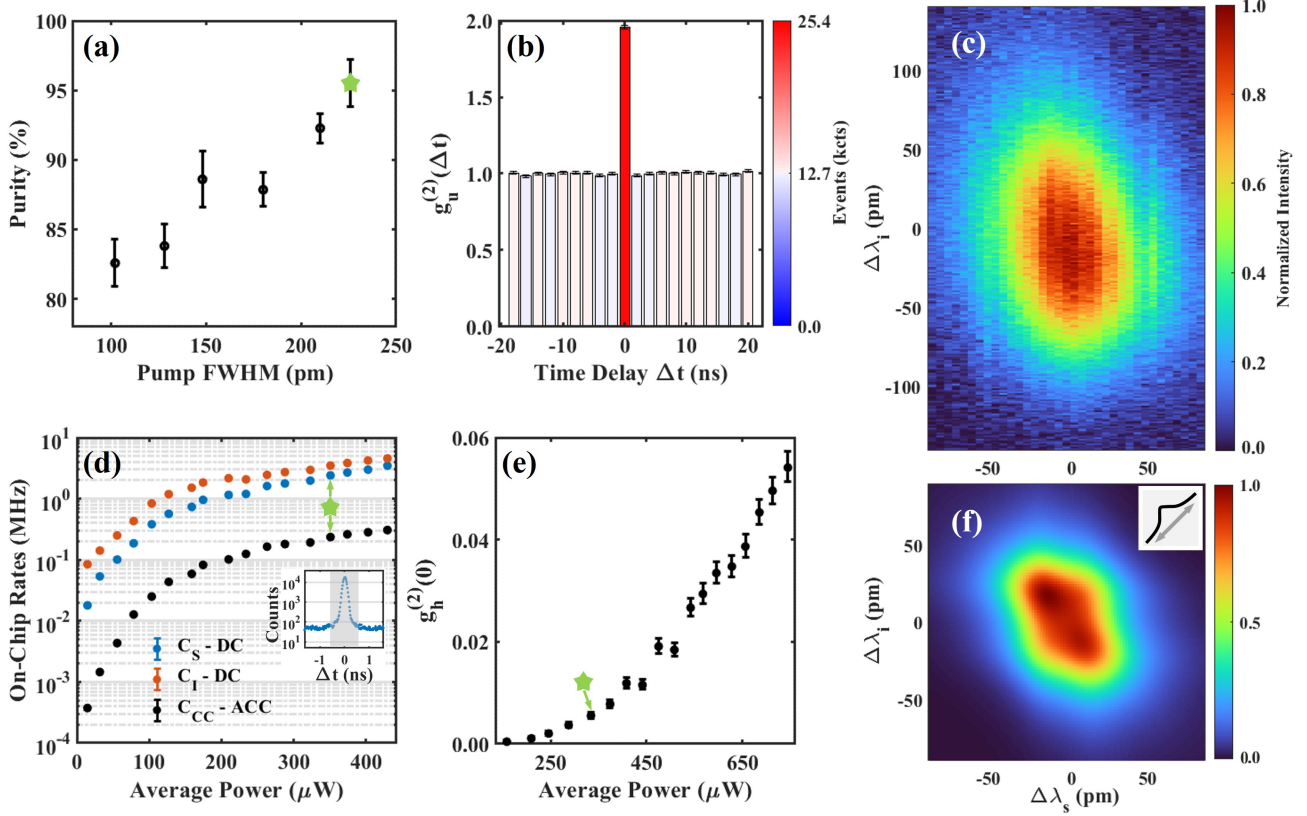 (a)
100
95
90
85
80
Purity (%)
100
150
200
250
Pump FWHM (pm)
(b)
2.0
1.5
1.0
0.5
0.0
g_u^(2)(Δt)
-20
-10
0
10
20
Time Delay Δt (ns)
25.4
12.7
0.0
Events (kcts)
(c)
100
50
0
-50
-100
Δλ_i (pm)
-50
0
50
1.0
0.8
0.6
0.4
0.2
0.0
Normalized Intensity
(d)
10^1
10^0
10^-1
10^-2
10^-3
10^-4
On-Chip Rates (MHz)
0
100
200
300
400
Average Power (μW)
C_S - DC
C_I - DC
C_CC - ACC
10^4
10^3
10^2
10^1
Counts
-1
0
1
Δt (ns)
(e)
0.06
0.04
0.02
0.00
g_h^(2)(0)
250
450
650
Average Power (μW)
(f)
50
0
-50
Δλ_i (pm)
-50
0
50
Δλ_s (pm)
1.0
0.5
0.0